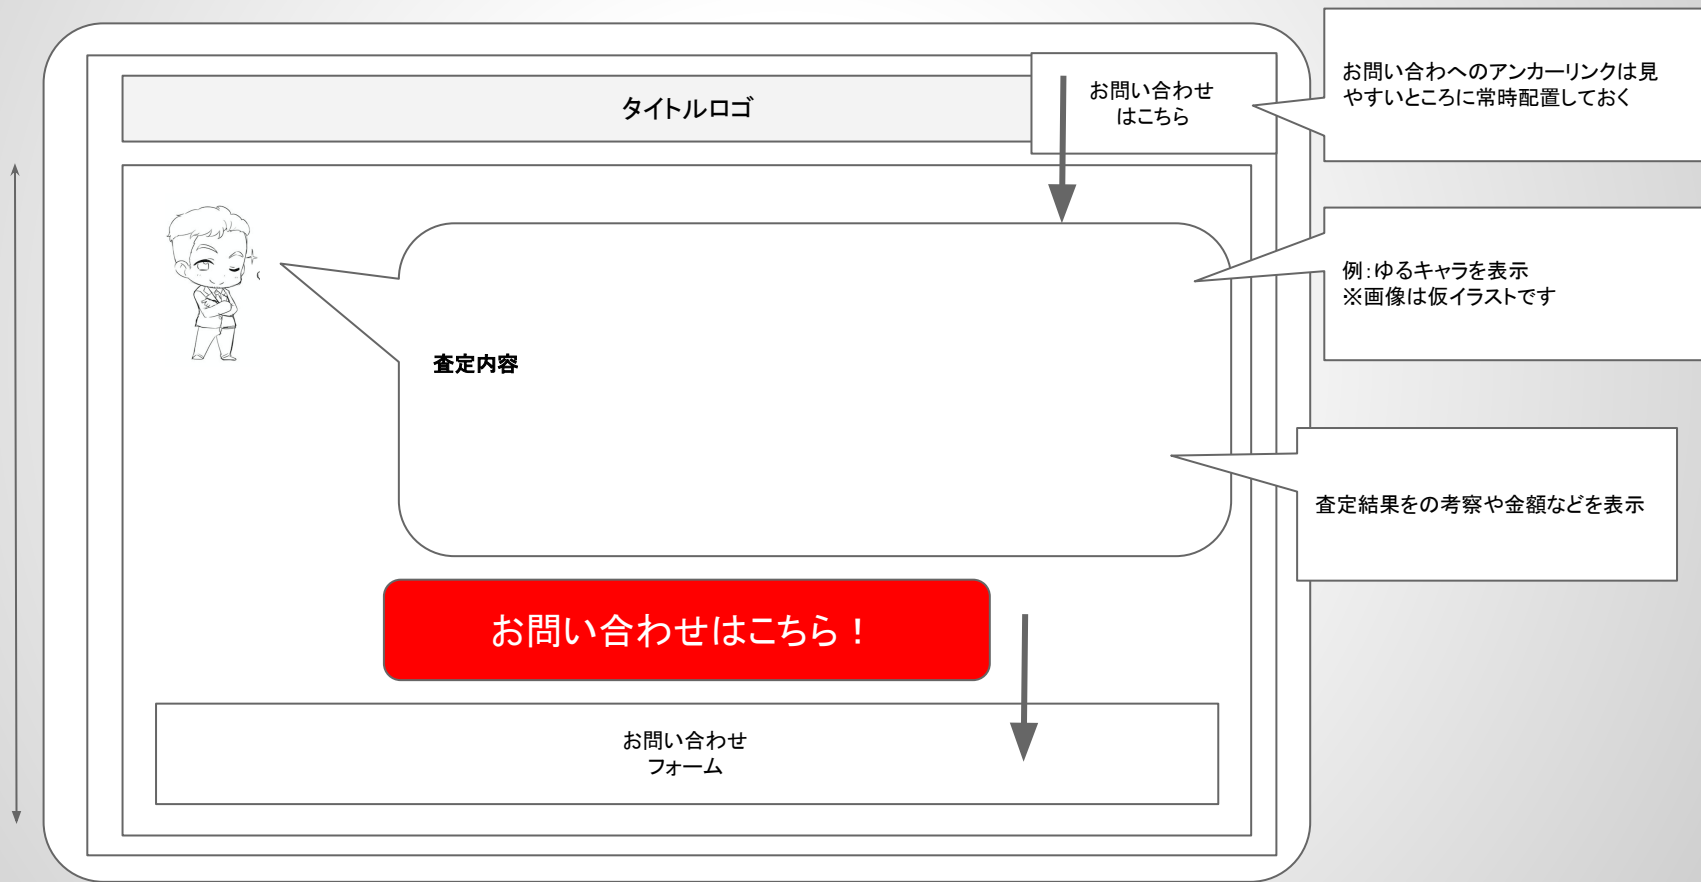 タイトルロゴ
お問い合わせ
はこちら
お問い合わへのアンカーリンクは見
やすいところに常時配置しておく
例：ゆるキャラを表示
※画像は仮イラストです
査定内容
査定結果をの考察や金額などを表示
お問い合わせはこちら！
お問い合わせ
フォーム